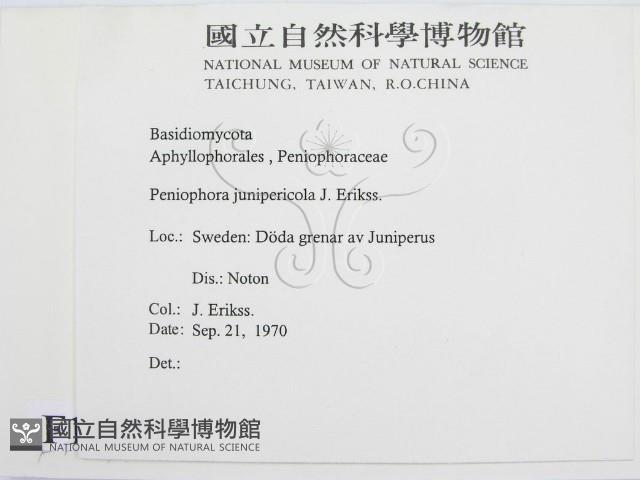 國立自然科學博物館
NATIONAL MUSEUM OF NATURAL SCIENCE
TAICHUNG, TAIWAN, R.O.CHINA
Basidiomycota
Aphyllophorales , Peniophoraceae
Peniophora junipericola J. Erikss.
Loc.: Sweden: Döda grenar av Juniperus
Dis.: Noton
Col.: J. Erikss.
Date: Sep. 21, 1970
Det.:
國立自然科學博物館
NATIONAL MUSEUM OF NATURAL SCIENCE